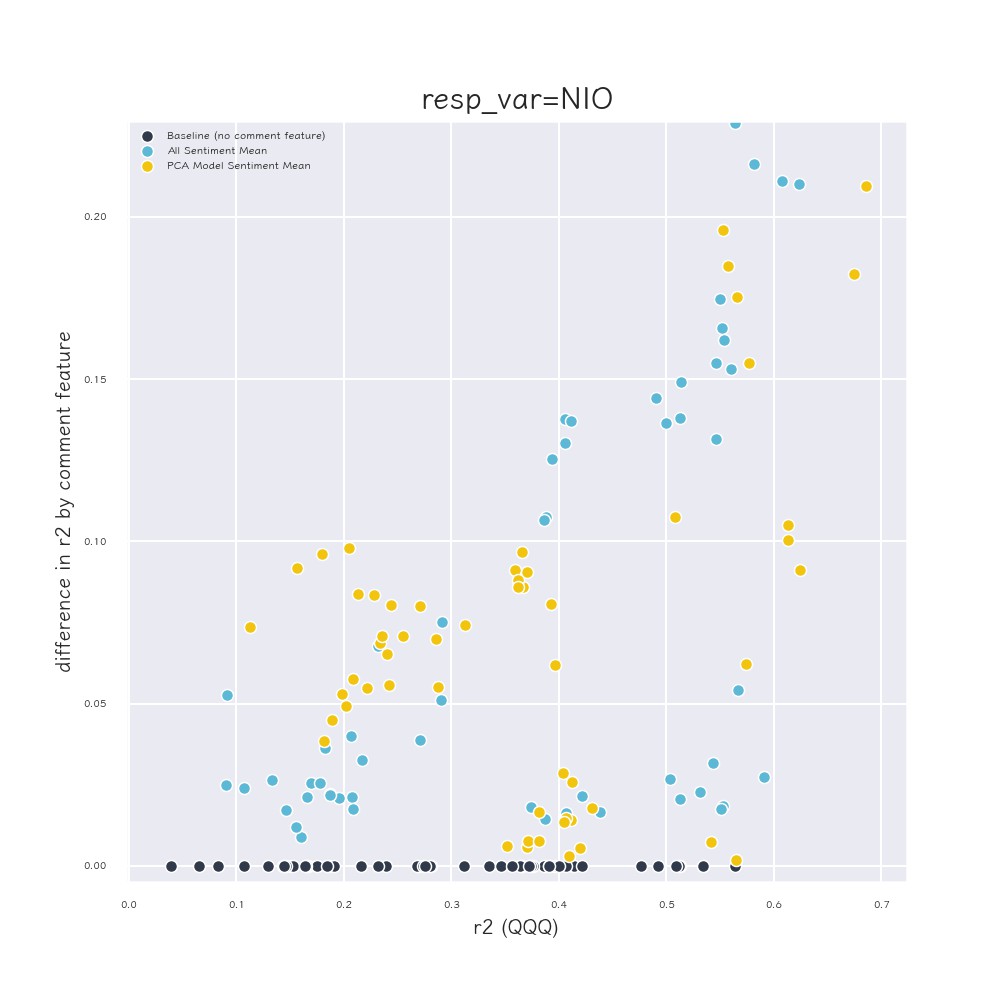 resp_var=NIO
Baseline (no comment feature)
All Sentiment Mean
PCA Model Sentiment Mean
difference in r2 by comment feature
0.20
0.15
0.10
0.05
0.00
0.0 0.1 0.2 0.3 0.4 0.5 0.6 0.7
r2 (QQQ)